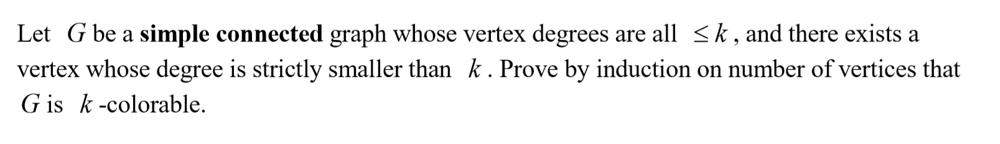 Let G be a simple connected graph whose vertex degrees are all ≤ k , and there exists a
vertex whose degree is strictly smaller than k . Prove by induction on number of vertices that
G is k -colorable.